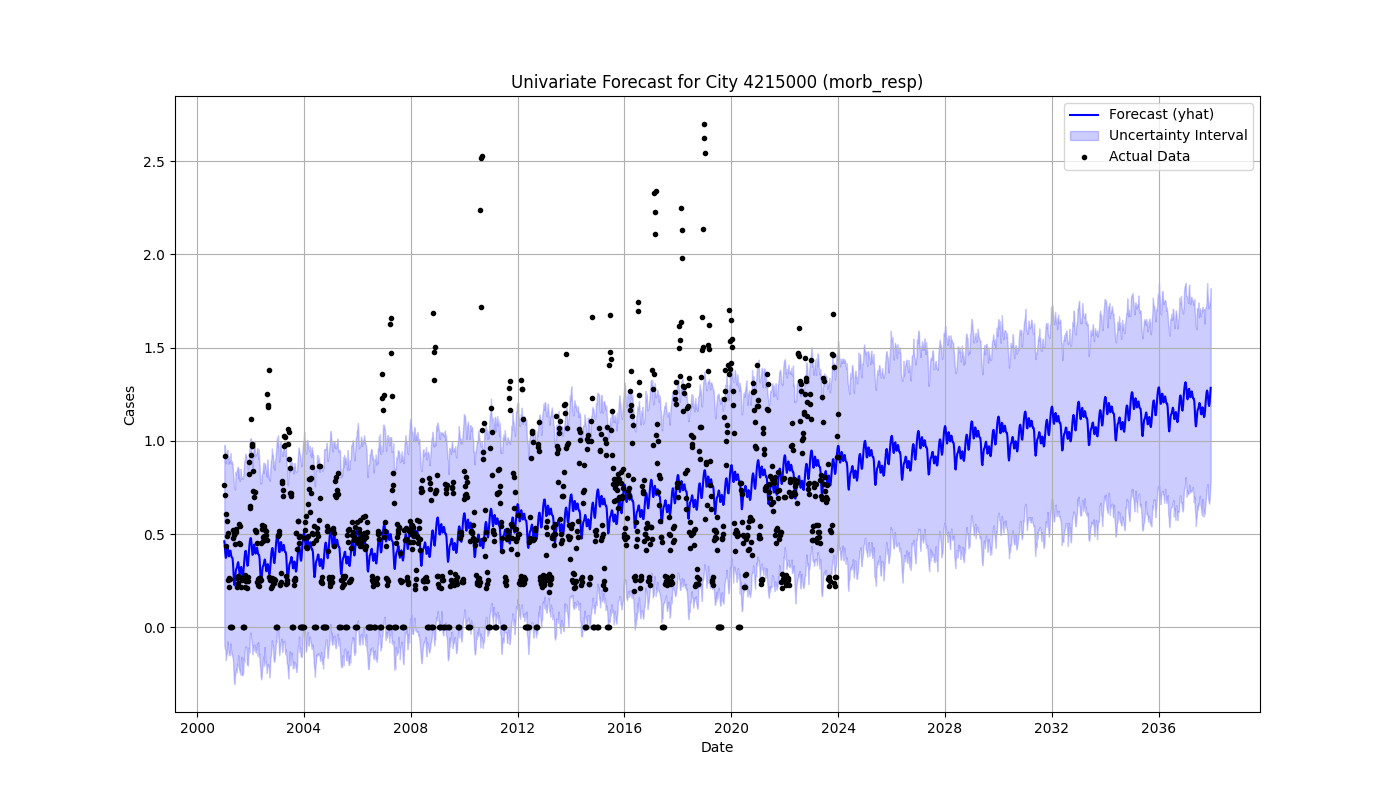 Univariate Forecast for City 4215000 (morb_resp)
Forecast (yhat)
Uncertainty Interval
Actual Data
Cases
2.5
2.0
1.5
1.0
0.5
0.0
2000 2004 2008 2012 2016 2020 2024 2028 2032 2036
Date